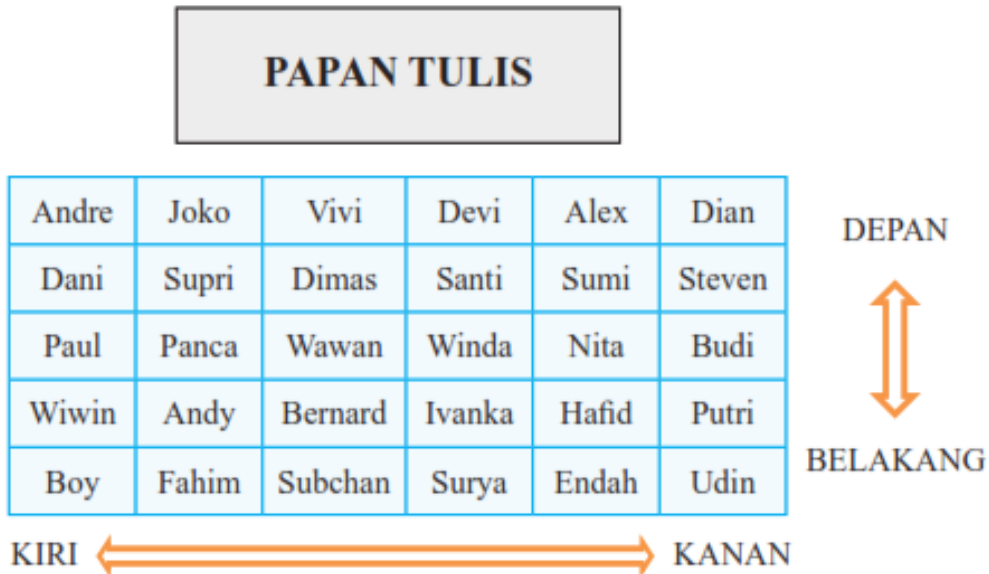 PAPAN TULIS
Andre Joko Vivi Devi Alex Dian
DEPAN
Dani Supri Dimas Santi Sumi Steven
Paul Panca Wawan Winda Nita Budi
Wiwin Andy Bernard Ivanka Hafid Putri
BELAKANG
Boy Fahim Subchan Surya Endah Udin
KIRI KANAN